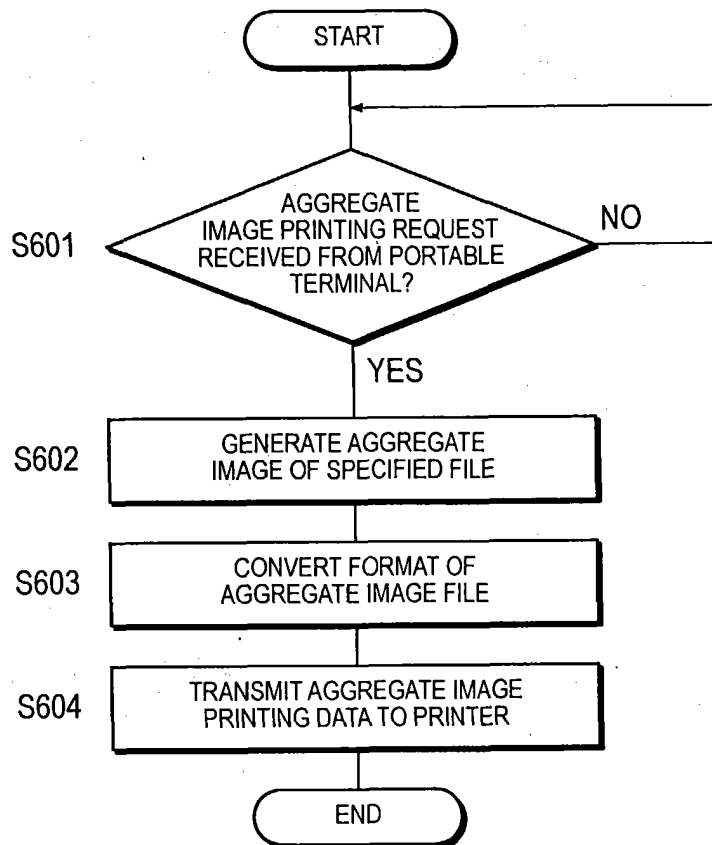 START
AGGREGATE
IMAGE PRINTING REQUEST
RECEIVED FROM PORTABLE
TERMINAL?
S601
NO
YES
S602
GENERATE AGGREGATE
IMAGE OF SPECIFIED FILE
S603
CONVERT FORMAT OF
AGGREGATE IMAGE FILE
S604
TRANSMIT AGGREGATE IMAGE
PRINTING DATA TO PRINTER
END